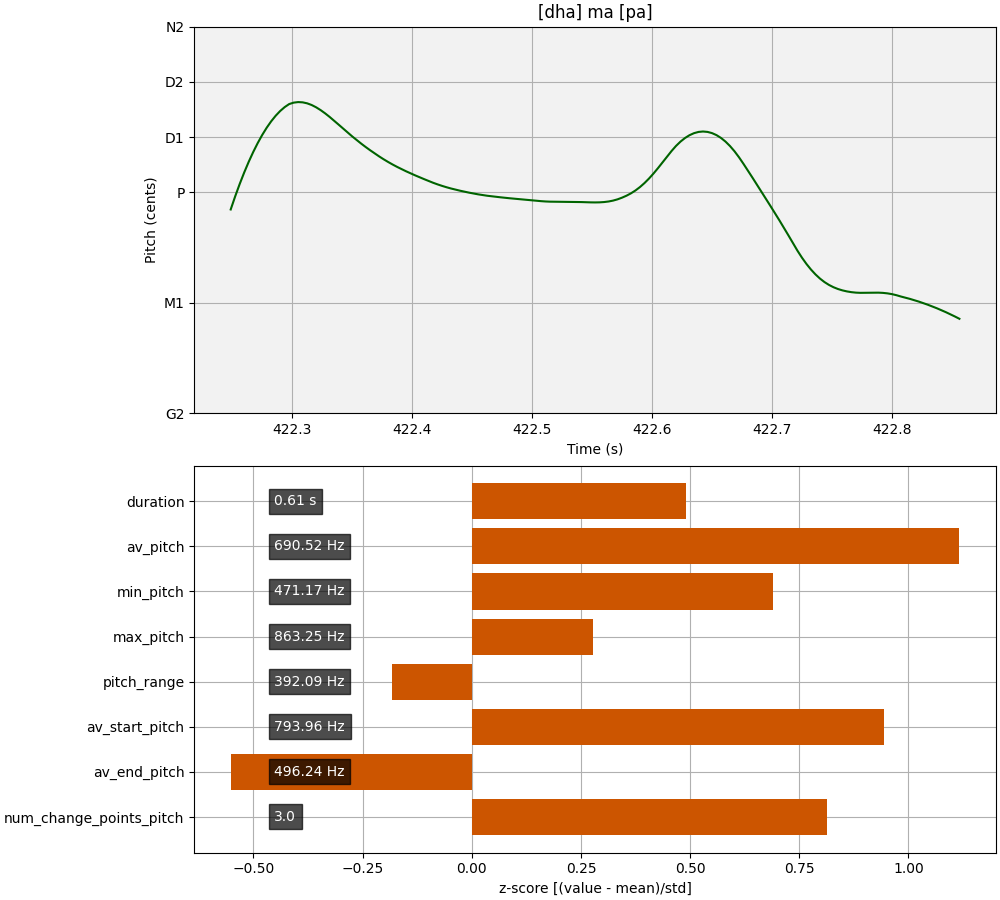 [dha] ma [pa]
N2
D2
D1
P
M1
G2
Pitch (cents)
422.3 422.4 422.5 422.6 422.7 422.8
Time (s)
duration 0.61 s
av_pitch 690.52 Hz
min_pitch 471.17 Hz
max_pitch 863.25 Hz
pitch_range 392.09 Hz
av_start_pitch 793.96 Hz
av_end_pitch 496.24 Hz
num_change_points_pitch 3.0
−0.50 −0.25 0.00 0.25 0.50 0.75 1.00
z-score [(value - mean)/std]